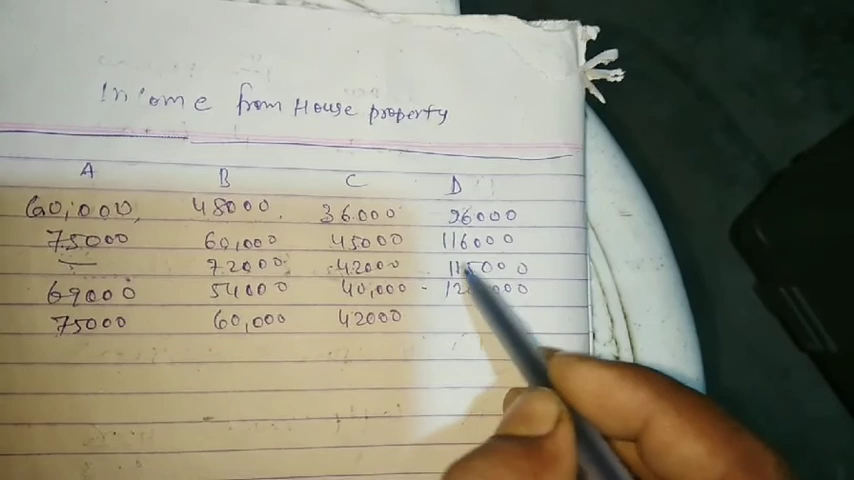 Income from House property
A B C D
60,000, 48000. 36000 96000
75000 60,000 45000 116000
— 72000 42000 115000
69000 54000 40,000 -
75000 60,000 42000